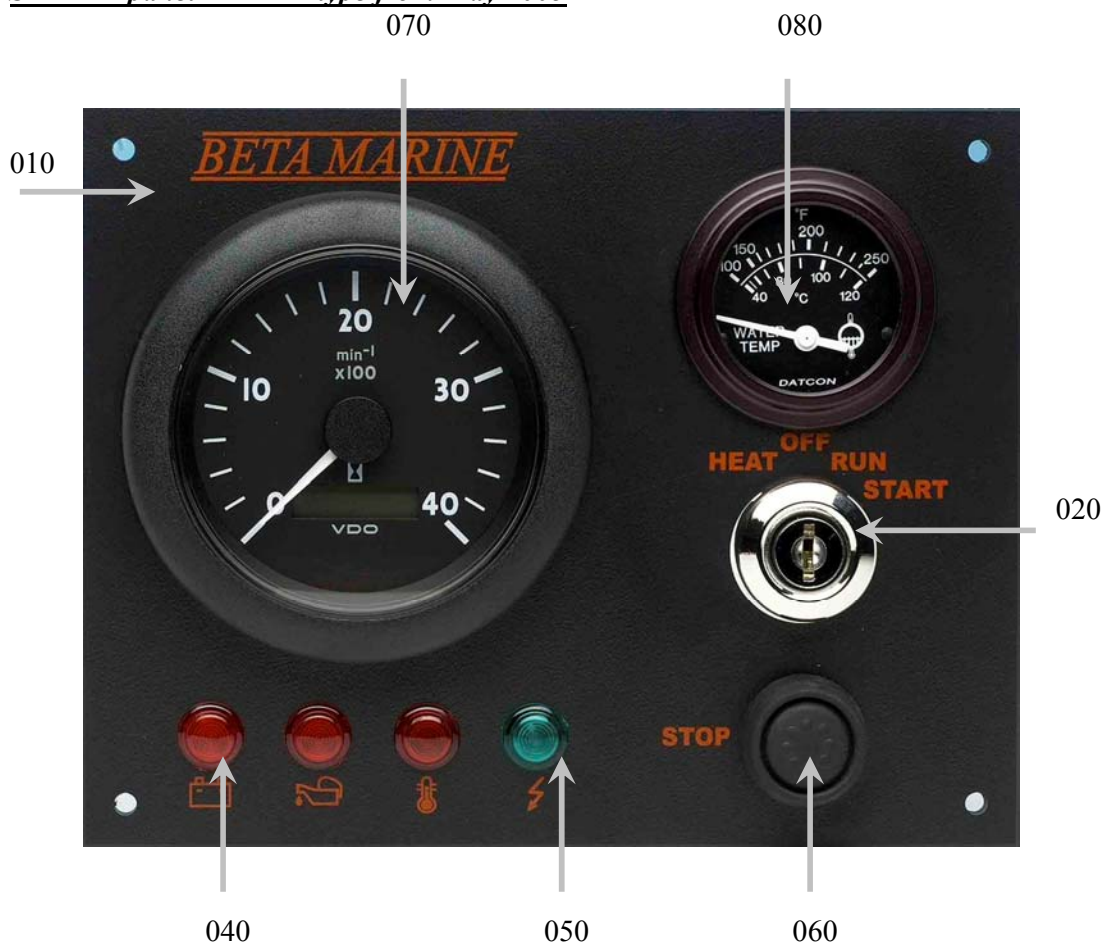 070 080
BETA MARINE
010
°F
200
150 250
100
100
40 °C 120
20
min⁻¹
x100
WATER
TEMP
10 30
DATCON
OFF
HEAT RUN
START
020
0 40
VDO
STOP
040 050 060